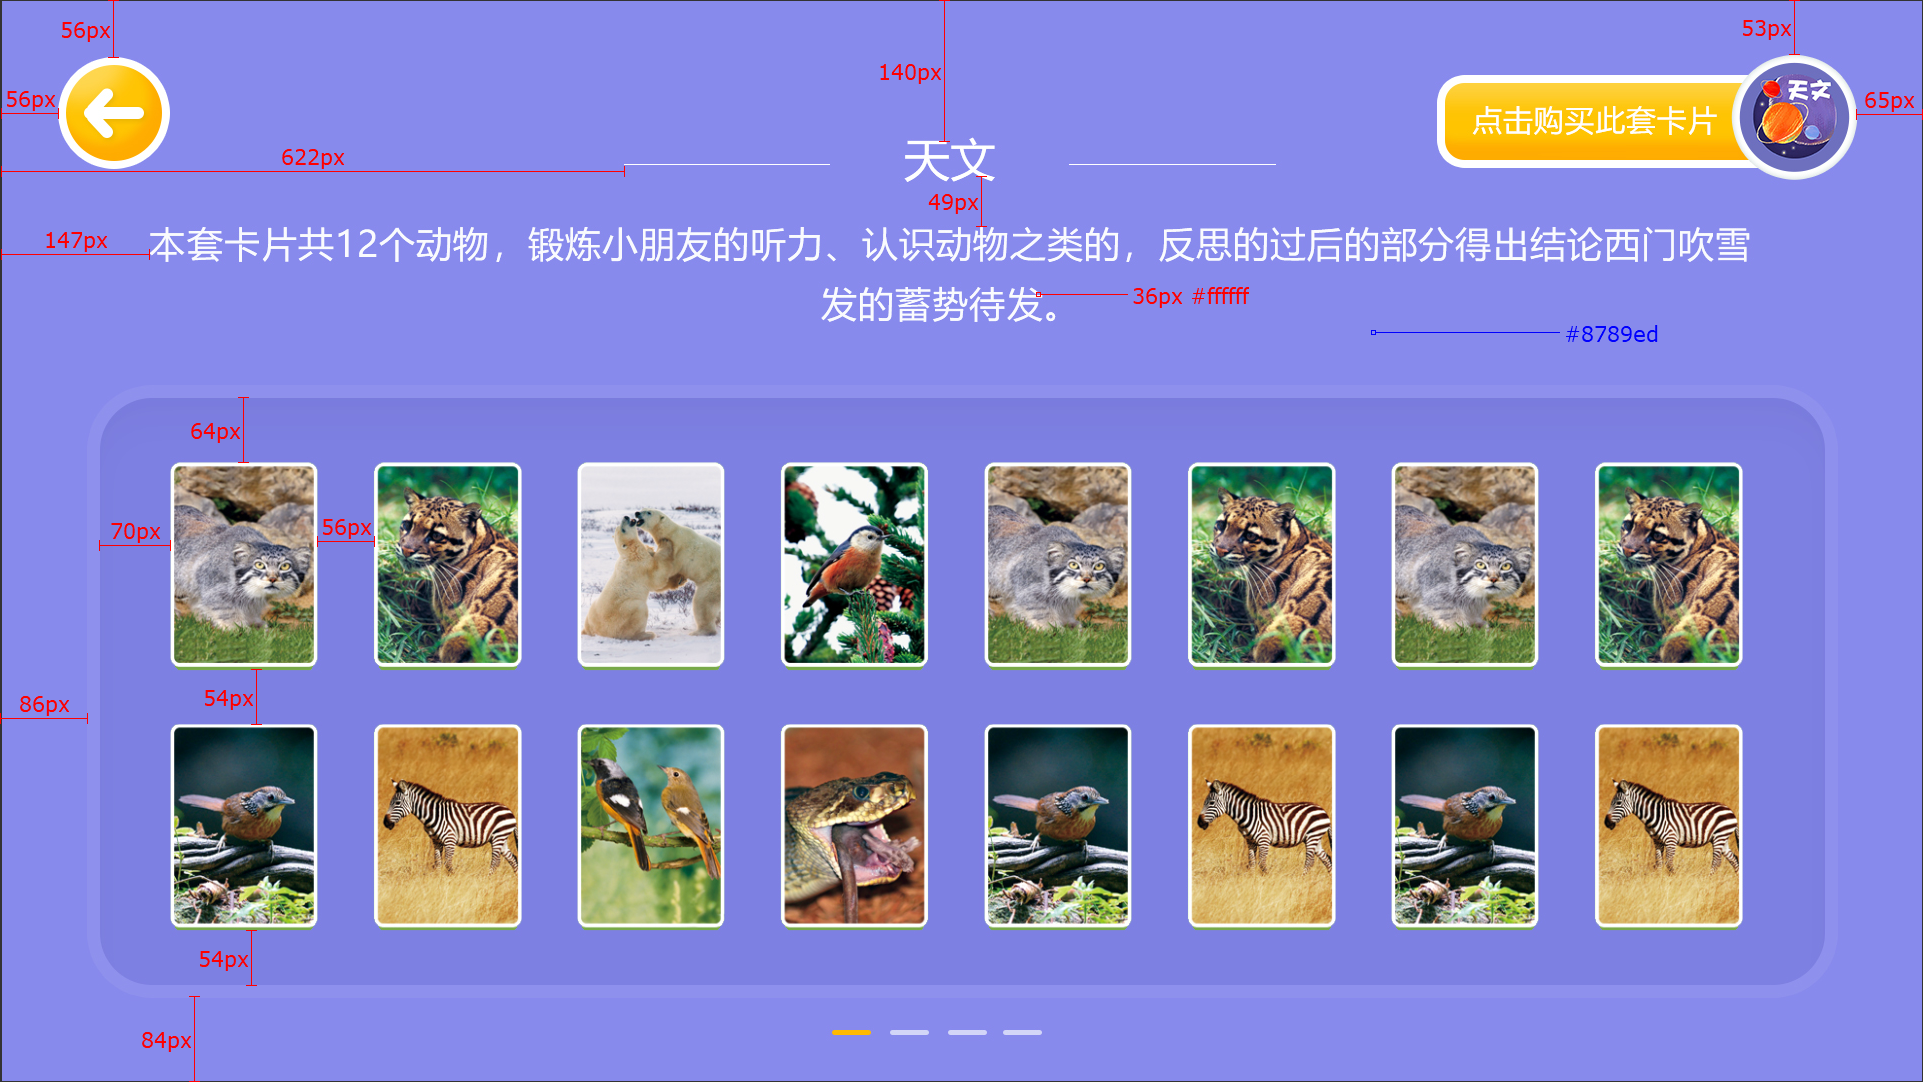 56px
53px
140px
56px
天文
65px
点击购买此套卡片
622px
天文
49px
147px
本套卡片共12个动物，锻炼小朋友的听力、认识动物之类的，反思的过后的部分得出结论西门吹雪
发的蓄势待发。
36px #ffffff
#8789ed
64px
70px
56px
86px
54px
54px
84px